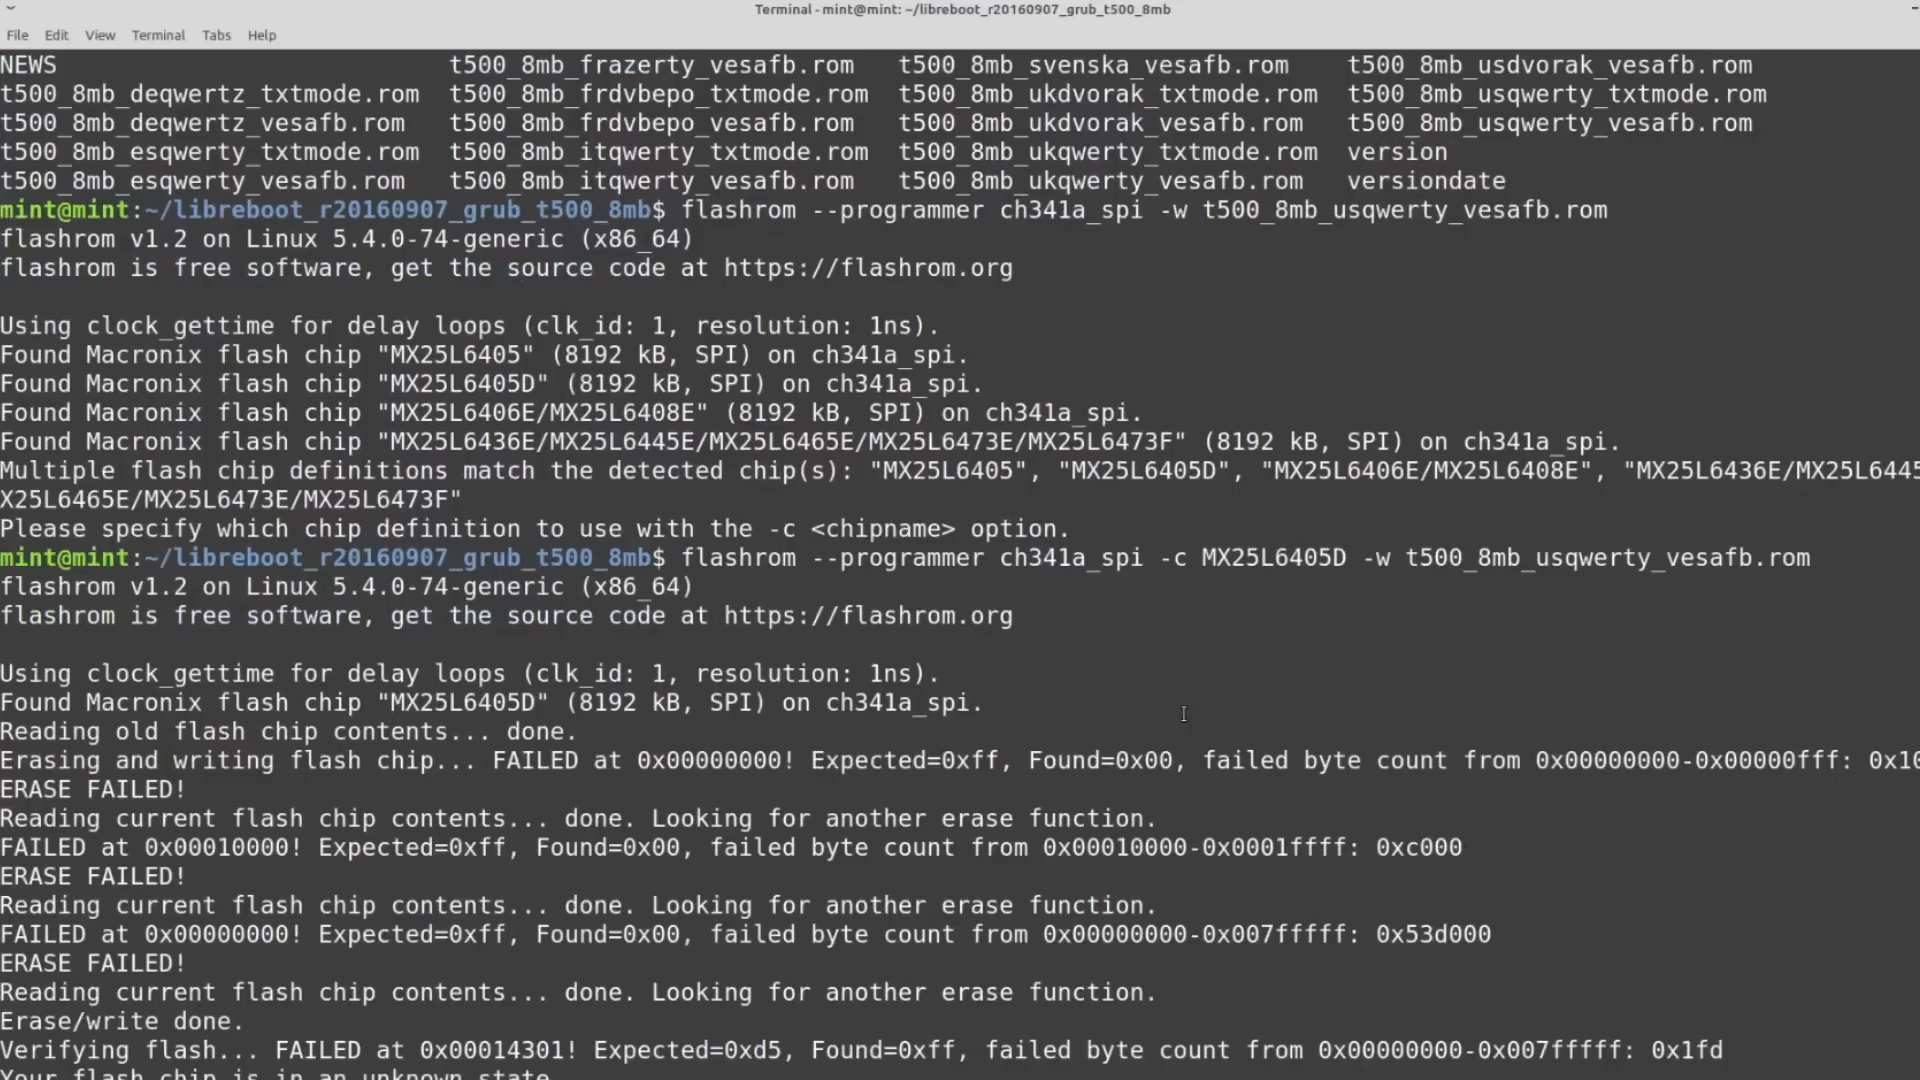 Terminal - mint@mint: ~/libreboot_r20160907_grub_t500_8mb
File Edit View Terminal Tabs Help
NEWS t500_8mb_frazerty_vesafb.rom t500_8mb_svenska_vesafb.rom t500_8mb_usdvorak_vesafb.rom
t500_8mb_deqwertz_txtmode.rom t500_8mb_frdvbepo_txtmode.rom t500_8mb_ukdvorak_txtmode.rom t500_8mb_usqwerty_txtmode.rom
t500_8mb_deqwertz_vesafb.rom t500_8mb_frdvbepo_vesafb.rom t500_8mb_ukdvorak_vesafb.rom t500_8mb_usqwerty_vesafb.rom
t500_8mb_esqwerty_txtmode.rom t500_8mb_itqwerty_txtmode.rom t500_8mb_ukqwerty_txtmode.rom version
t500_8mb_esqwerty_vesafb.rom t500_8mb_itqwerty_vesafb.rom t500_8mb_ukqwerty_vesafb.rom versiondate
mint@mint:~/libreboot_r20160907_grub_t500_8mb$ flashrom --programmer ch341a_spi -w t500_8mb_usqwerty_vesafb.rom
flashrom v1.2 on Linux 5.4.0-74-generic (x86_64)
flashrom is free software, get the source code at https://flashrom.org
Using clock_gettime for delay loops (clk_id: 1, resolution: 1ns).
Found Macronix flash chip "MX25L6405" (8192 kB, SPI) on ch341a_spi.
Found Macronix flash chip "MX25L6405D" (8192 kB, SPI) on ch341a_spi.
Found Macronix flash chip "MX25L6406E/MX25L6408E" (8192 kB, SPI) on ch341a_spi.
Found Macronix flash chip "MX25L6436E/MX25L6445E/MX25L6465E/MX25L6473E/MX25L6473F" (8192 kB, SPI) on ch341a_spi.
Multiple flash chip definitions match the detected chip(s): "MX25L6405", "MX25L6405D", "MX25L6406E/MX25L6408E", "MX25L6436E/MX25L6445
X25L6465E/MX25L6473E/MX25L6473F"
Please specify which chip definition to use with the -c <chipname> option.
mint@mint:~/libreboot_r20160907_grub_t500_8mb$ flashrom --programmer ch341a_spi -c MX25L6405D -w t500_8mb_usqwerty_vesafb.rom
flashrom v1.2 on Linux 5.4.0-74-generic (x86_64)
flashrom is free software, get the source code at https://flashrom.org
Using clock_gettime for delay loops (clk_id: 1, resolution: 1ns).
Found Macronix flash chip "MX25L6405D" (8192 kB, SPI) on ch341a_spi.
Reading old flash chip contents... done.
Erasing and writing flash chip... FAILED at 0x00000000! Expected=0xff, Found=0x00, failed byte count from 0x00000000-0x00000fff: 0x10
ERASE FAILED!
Reading current flash chip contents... done. Looking for another erase function.
FAILED at 0x00010000! Expected=0xff, Found=0x00, failed byte count from 0x00010000-0x0001ffff: 0xc000
ERASE FAILED!
Reading current flash chip contents... done. Looking for another erase function.
FAILED at 0x00000000! Expected=0xff, Found=0x00, failed byte count from 0x00000000-0x007fffff: 0x53d000
ERASE FAILED!
Reading current flash chip contents... done. Looking for another erase function.
Erase/write done.
Verifying flash... FAILED at 0x00014301! Expected=0xd5, Found=0xff, failed byte count from 0x00000000-0x007fffff: 0x1fd
Your flash chip is in an unknown state.